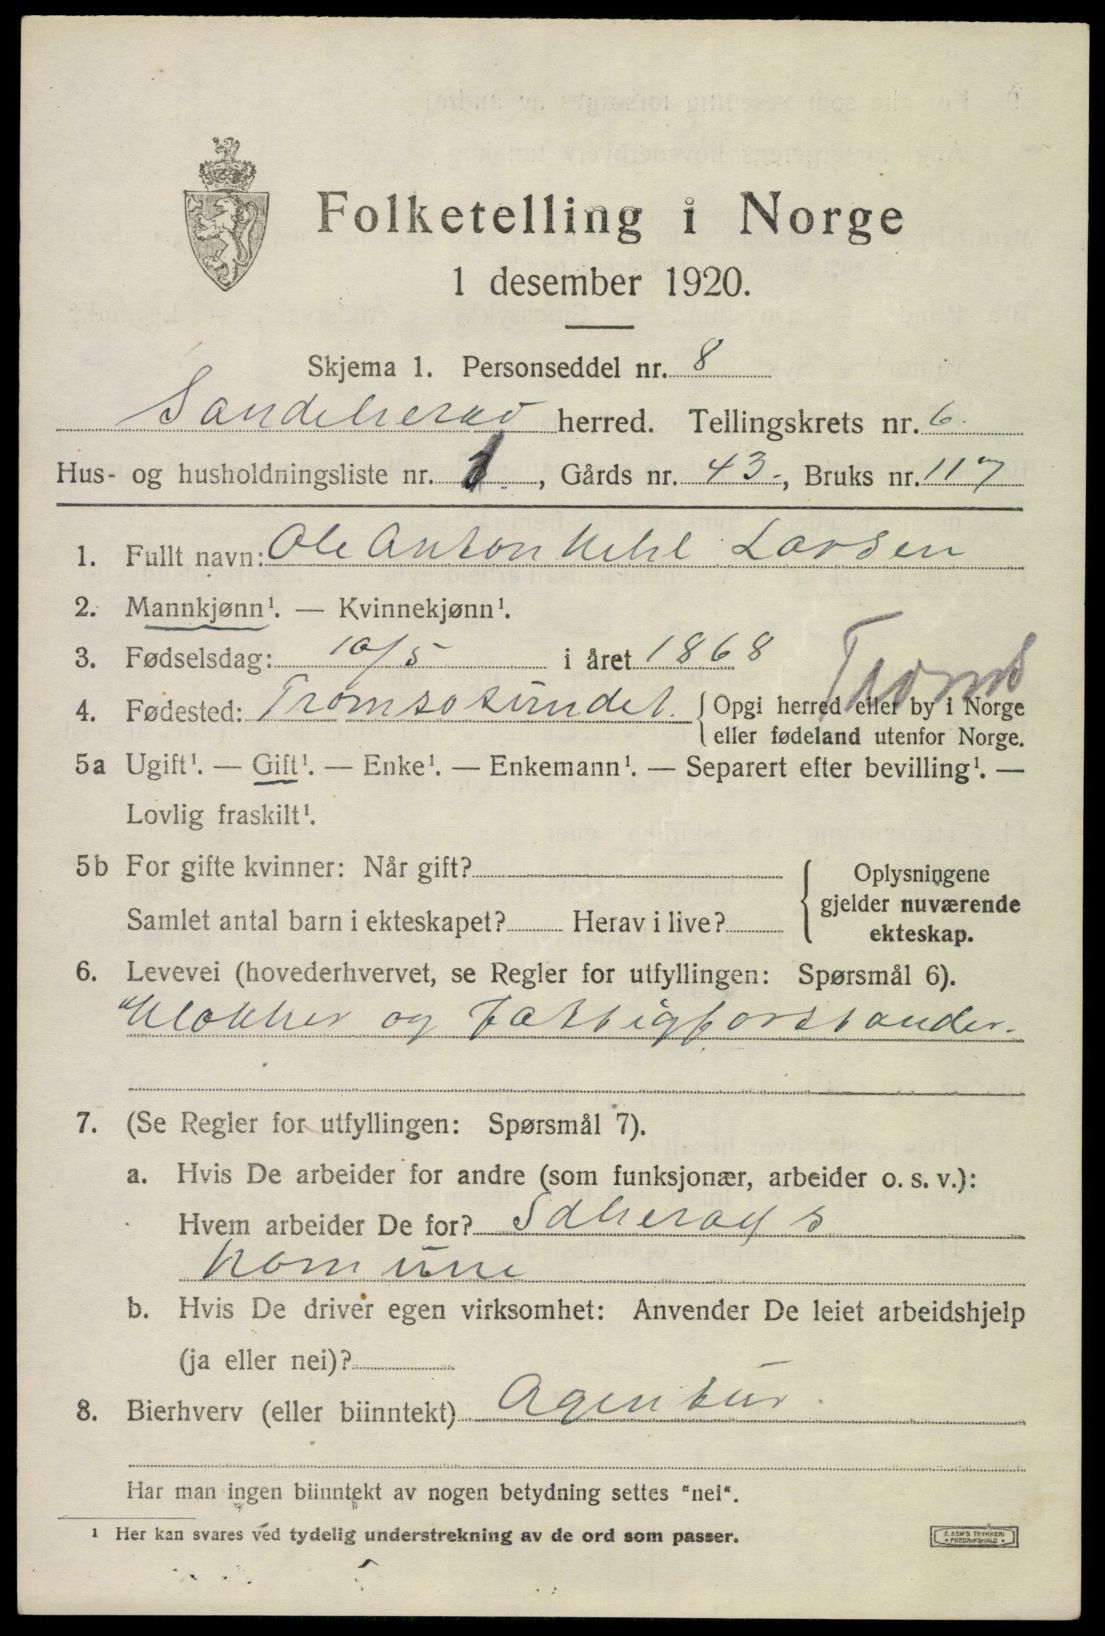 Folketelling i Norge
1 desember 1920.
Skjema 1. Personseddel nr. 8
Sandeherad herred. Tellingskrets nr. 6
Hus- og husholdningsliste nr. 1, Gårds nr. 43-, Bruks nr. 117
1. Fullt navn: Ole Anton Larsen
2. Mannkjønn¹. — Kvinnekjønn¹.
3. Fødselsdag: 10/5 i året 1868
Troms
4. Fødested: Tromsøsundet. { Opgi herred eller by i Norge
eller fødeland utenfor Norge.
5a Ugift¹. — Gift¹. — Enke¹. — Enkemann¹. — Separert efter bevilling¹. —
Lovlig fraskilt¹.
5b For gifte kvinner: Når gift?
Samlet antal barn i ekteskapet? Herav i live?
{ Oplysningene
gjelder nuværende
ekteskap.
6. Levevei (hovederhvervet, se Regler for utfyllingen: Spørsmål 6).
Klokker og Fattigforstander.
7. (Se Regler for utfyllingen: Spørsmål 7).
a. Hvis De arbeider for andre (som funksjonær, arbeider o. s. v.):
Hvem arbeider De for? Sdherads
Komune
b. Hvis De driver egen virksomhet: Anvender De leiet arbeidshjelp
(ja eller nei)?
8. Bierhverv (eller biinntekt) Agentur.
Har man ingen biinntekt av nogen betydning settes "nei".
¹ Her kan svares ved tydelig understrekning av de ord som passer.
E. SEM'S TRYKKERI
FREDRIKSHALD